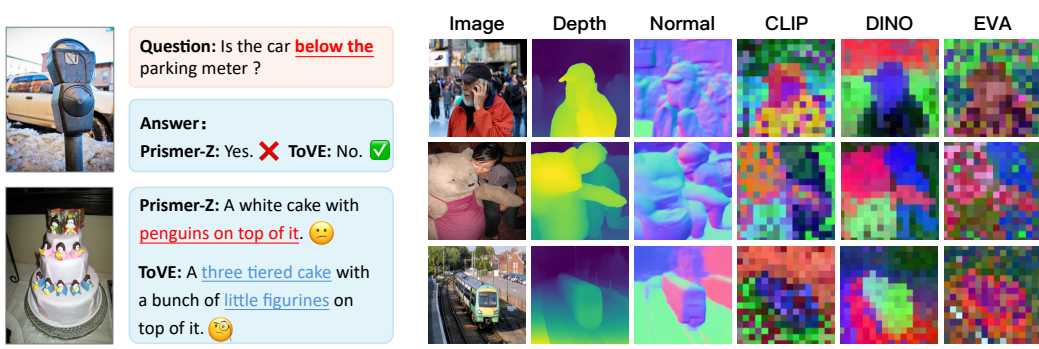 Question: Is the car below the
parking meter ?
Answer：
Prismer-Z: Yes. ❌ ToVE: No. ✅
Prismer-Z: A white cake with
penguins on top of it. 😕
ToVE: A three tiered cake with
a bunch of little figurines on
top of it. 🧐
Image Depth Normal CLIP DINO EVA